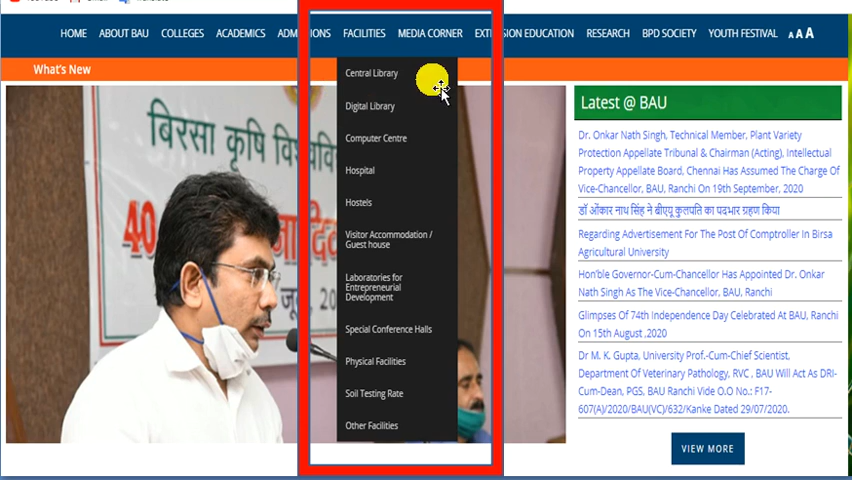 HOME ABOUT BAU COLLEGES ACADEMICS FACILITIES MEDIA CORNER EDUCATION RESEARCH BPD SOCIETY YOUTH FESTIVAL A A A
What's New
Central Library
Digital Library
Computer Centre
Hospital
Hostels
Visitor Accommodation /
Guest house
Laboratories for
Entrepreneurial
Development
Special Conference Halls
Physical Facilities
Soil Testing Rate
Other Facilities
बिरसा कृषि
40
Latest @ BAU
Dr. Onkar Nath Singh, Technical Member, Plant Variety
Protection Appellate Tribunal & Chairman (Acting), Intellectual
Property Appellate Board, Chennai Has Assumed The Charge Of
Vice-Chancellor, BAU, Ranchi On 19th September, 2020
डॉ ओंकार नाथ सिंह ने बीएयू कुलपति का पदभार ग्रहण किया
Regarding Advertisement For The Post Of Comptroller In Birsa
Agricultural University
Hon'ble Governor-Cum-Chancellor Has Appointed Dr. Onkar
Nath Singh As The Vice-Chancellor, BAU, Ranchi
Glimpses Of 74th Independence Day Celebrated At BAU, Ranchi
On 15th August ,2020
Dr M. K. Gupta, University Prof.-Cum-Chief Scientist,
Department Of Veterinary Pathology, RVC , BAU Will Act As DRI-
Cum-Dean, PGS, BAU Ranchi Vide O.O No.: F17-
607(A)/2020/BAU(VC)/632/Kanke Dated 29/07/2020.
VIEW MORE